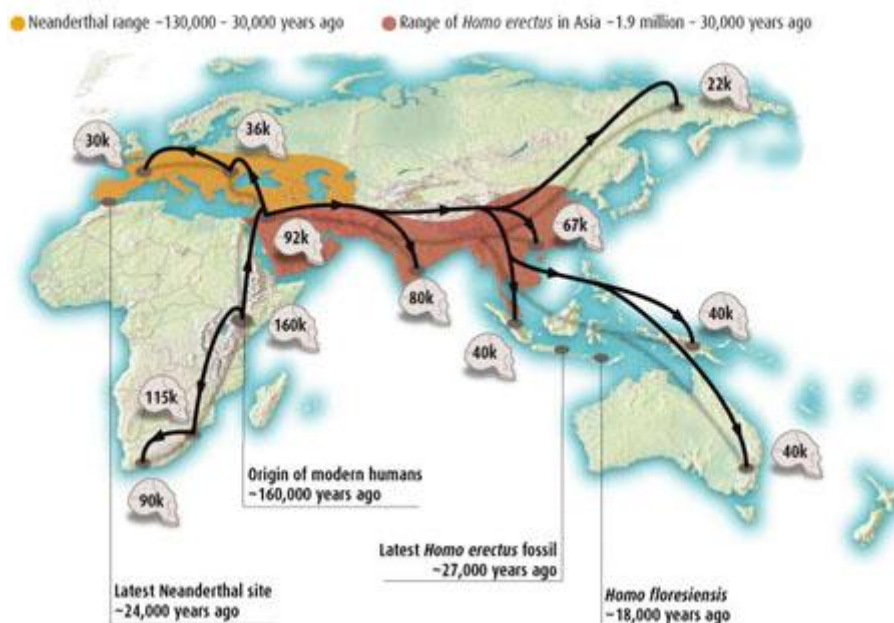 Neanderthal range ~130,000 - 30,000 years ago
Range of Homo erectus in Asia ~1.9 million - 30,000 years ago
22k
36k
30k
67k
92k
80k
160k
40k
40k
115k
40k
90k
Origin of modern humans
~160,000 years ago
Latest Homo erectus fossil
~27,000 years ago
Latest Neanderthal site
~24,000 years ago
Homo floresiensis
~18,000 years ago